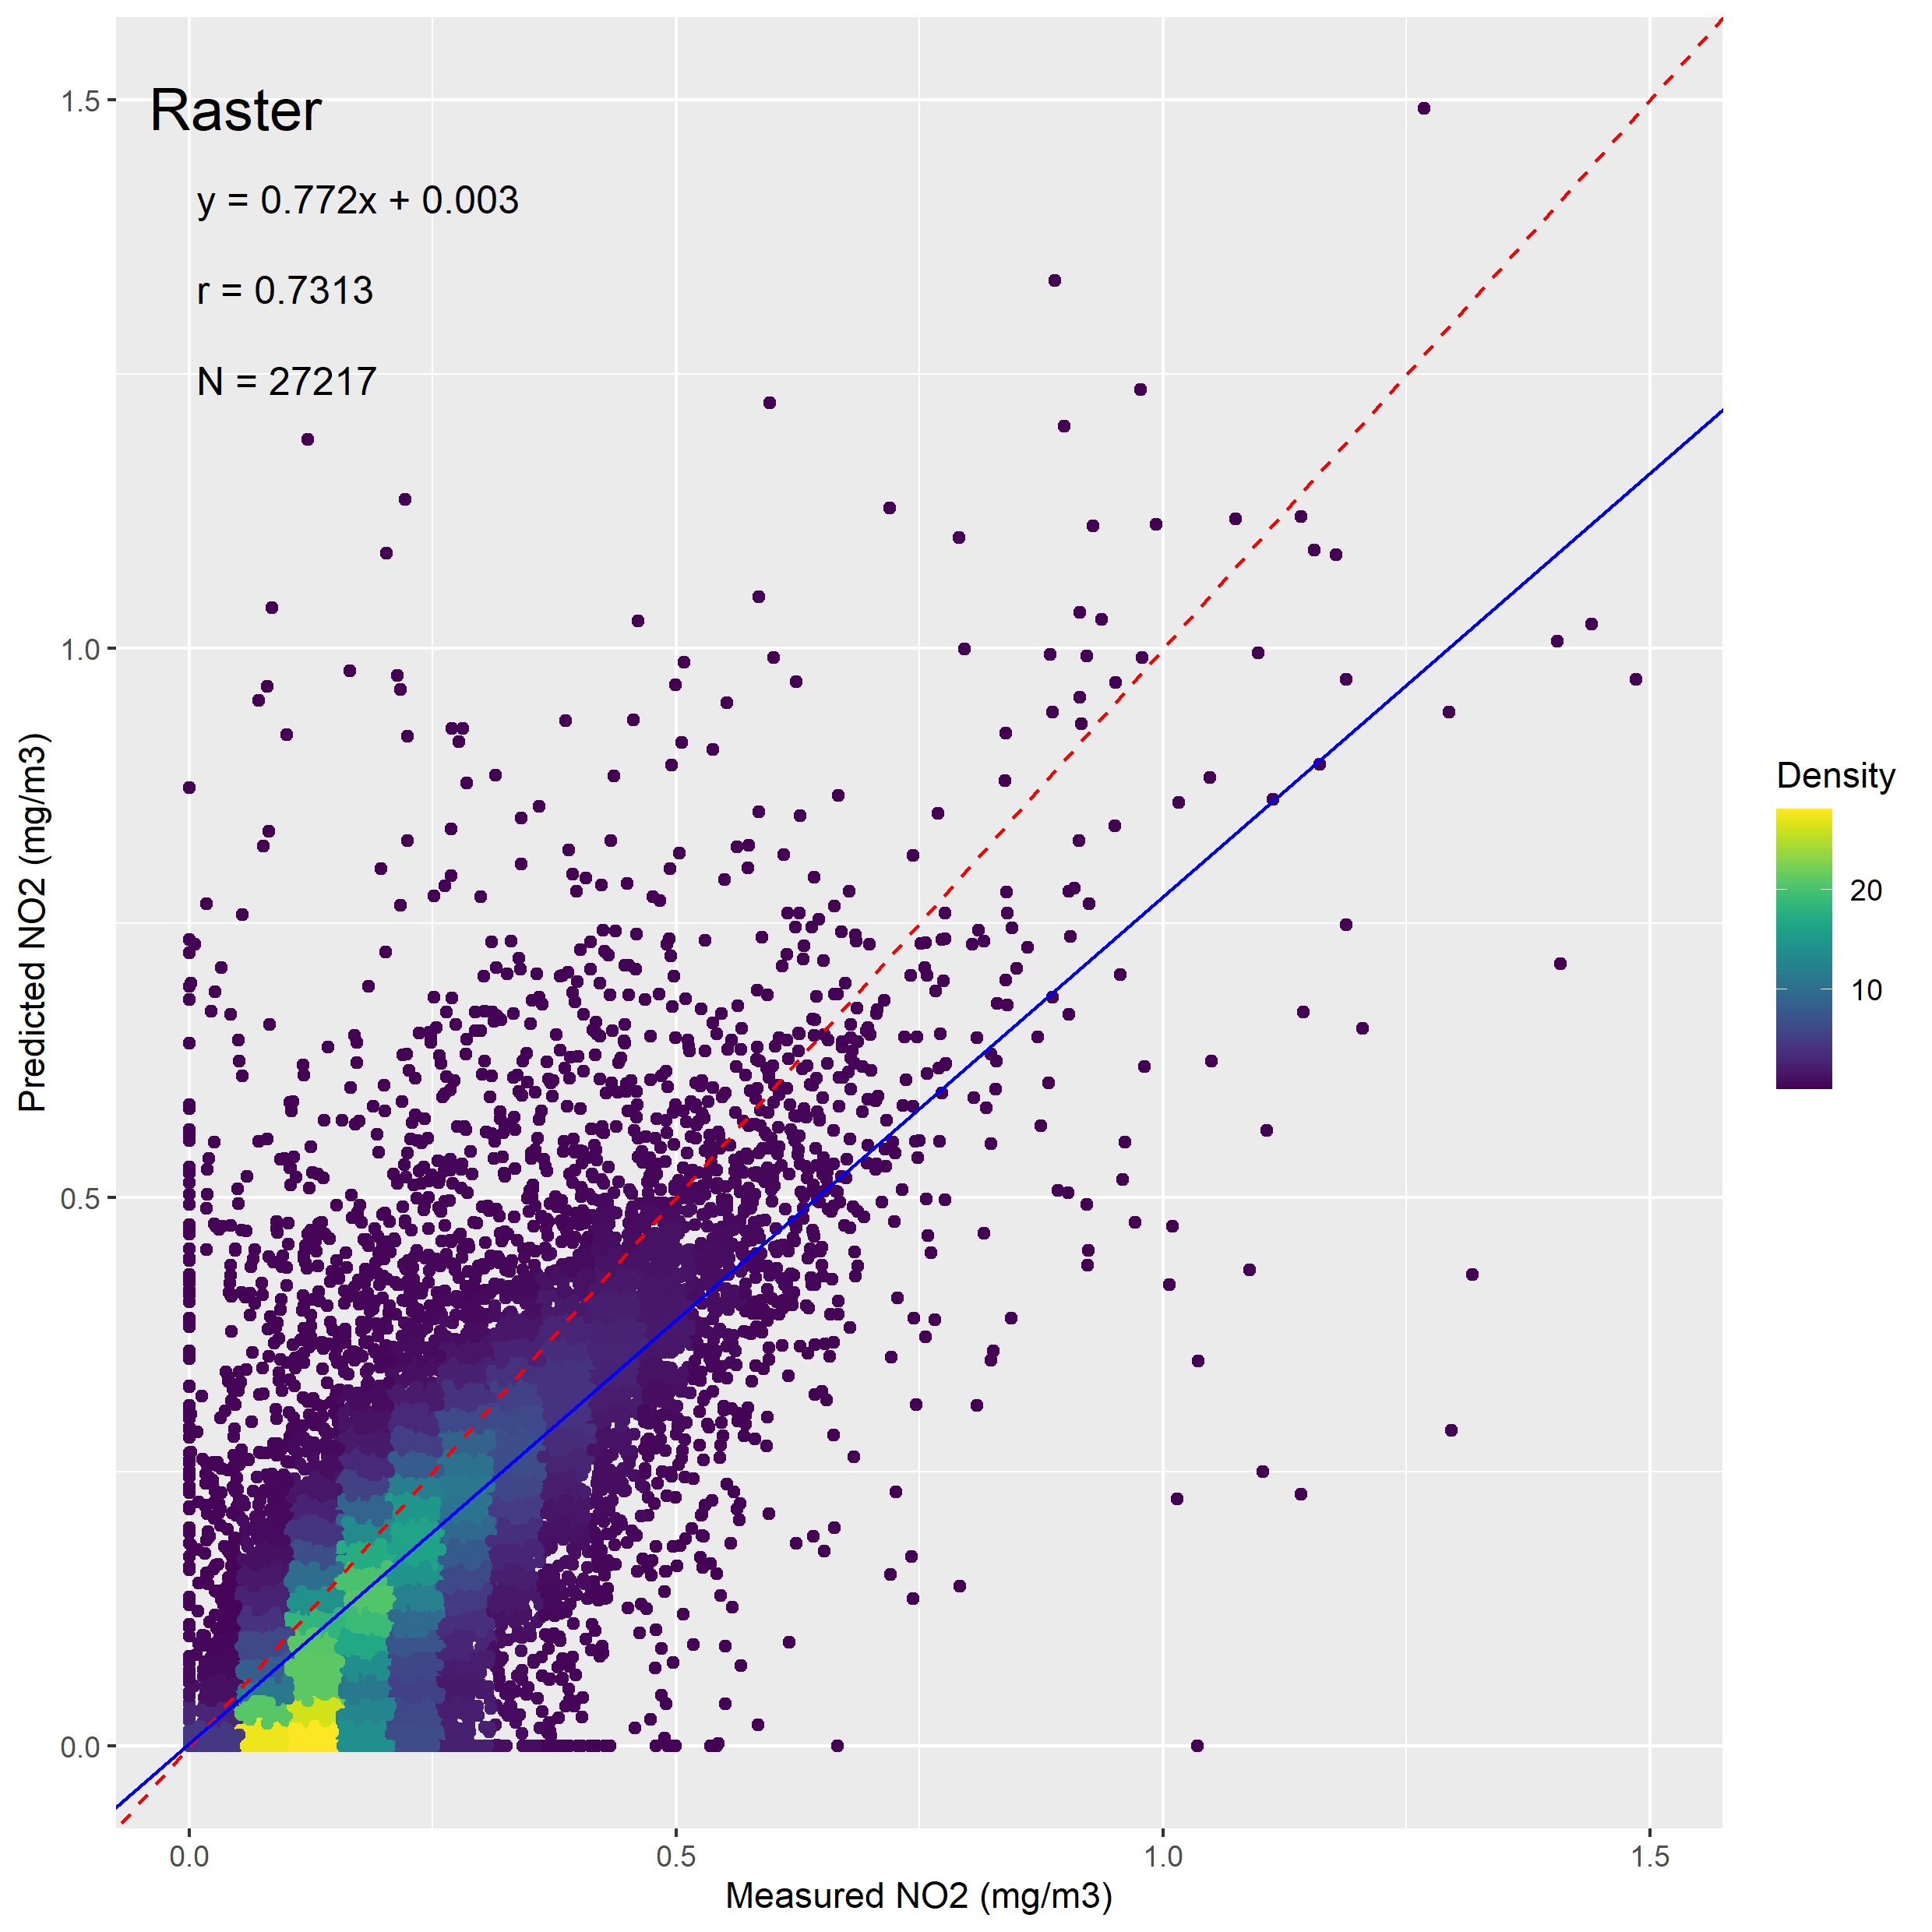 Raster
y = 0.772x + 0.003
r = 0.7313
N = 27217
1.5
1.0
0.5
0.0
Predicted NO2 (mg/m3)
0.0 0.5 1.0 1.5
Measured NO2 (mg/m3)
Density
20
10